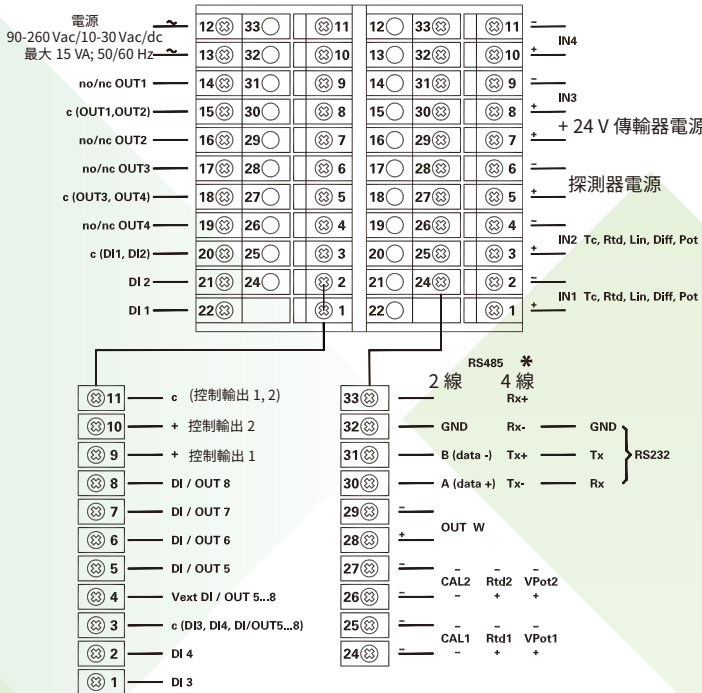 電源
90-260 Vac/10-30 Vac/dc
最大 15 VA; 50/60 Hz
~
~
no/nc OUT1
c (OUT1,OUT2)
no/nc OUT2
no/nc OUT3
c (OUT3, OUT4)
no/nc OUT4
c (DI1, DI2)
DI 2
DI 1
12 33 11
13 32 10
14 31 9
15 30 8
16 29 7
17 28 6
18 27 5
19 26 4
20 25 3
21 24 2
22 1
12 33 11 -
13 32 10 +
14 31 9 -
15 30 8 +
16 29 7 +
17 28 6 -
18 27 5 +
19 26 4 -
20 25 3 +
21 24 2 -
22 1 +
IN4
IN3
+ 24 V 傳輸器電源
探測器電源
IN2 Tc, Rtd, Lin, Diff, Pot
IN1 Tc, Rtd, Lin, Diff, Pot
11 c (控制輸出 1, 2)
10 + 控制輸出 2
9 + 控制輸出 1
8 DI / OUT 8
7 DI / OUT 7
6 DI / OUT 6
5 DI / OUT 5
4 Vext DI / OUT 5...8
3 c (DI3, DI4, DI/OUT5...8)
2 DI 4
1 DI 3
RS485 *
2 線 4 線
33 Rx+
32 GND Rx- GND
31 B (data -) Tx+ Tx
30 A (data +) Tx- Rx
RS232
29 -
OUT W
28 +
27 - - - -
CAL2 Rtd2 VPot2
26 - - + +
25 - - - -
CAL1 Rtd1 VPot1
24 - - + +